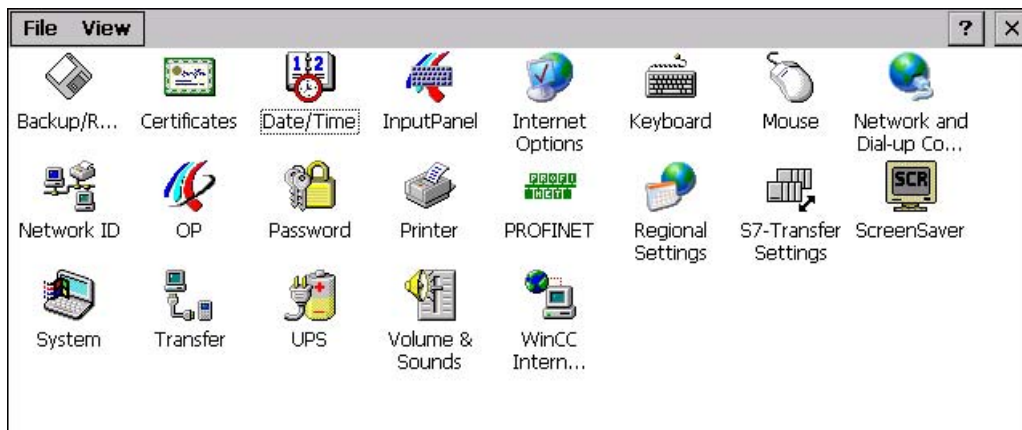 File View ? ×
1 2
Backup/R... Certificates Date/Time InputPanel Internet Options Keyboard Mouse Network and Dial-up Co...
PROFI NET SCR
Network ID OP Password Printer PROFINET Regional Settings S7-Transfer Settings ScreenSaver
System Transfer UPS Volume & Sounds WinCC Intern...